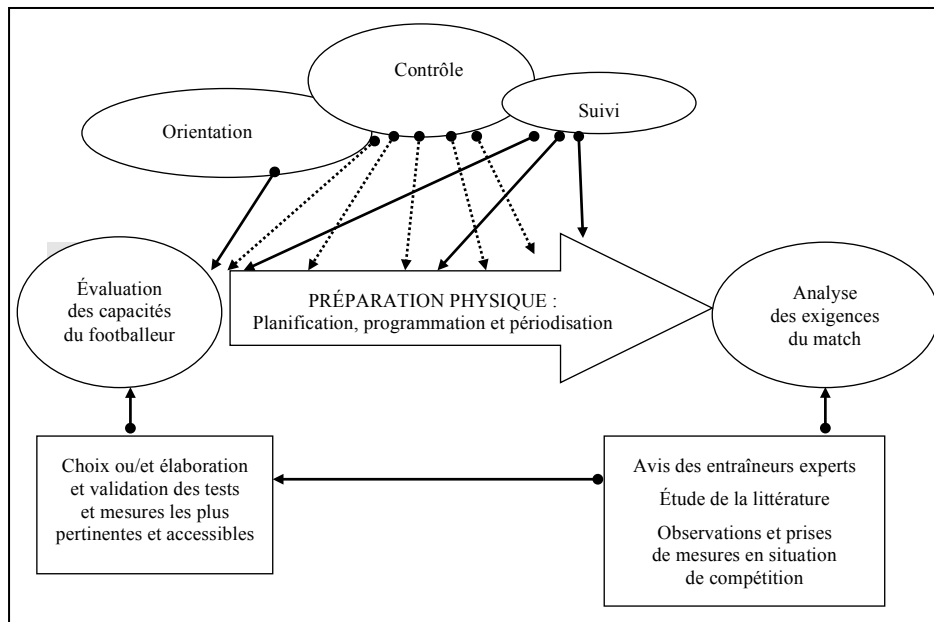 Contrôle
Orientation
Suivi
Évaluation
des capacités
du footballeur
PRÉPARATION PHYSIQUE :
Planification, programmation et périodisation
Analyse
des exigences
du match
Choix ou/et élaboration
et validation des tests
et mesures les plus
pertinentes et accessibles
Avis des entraîneurs experts
Étude de la littérature
Observations et prises
de mesures en situation
de compétition